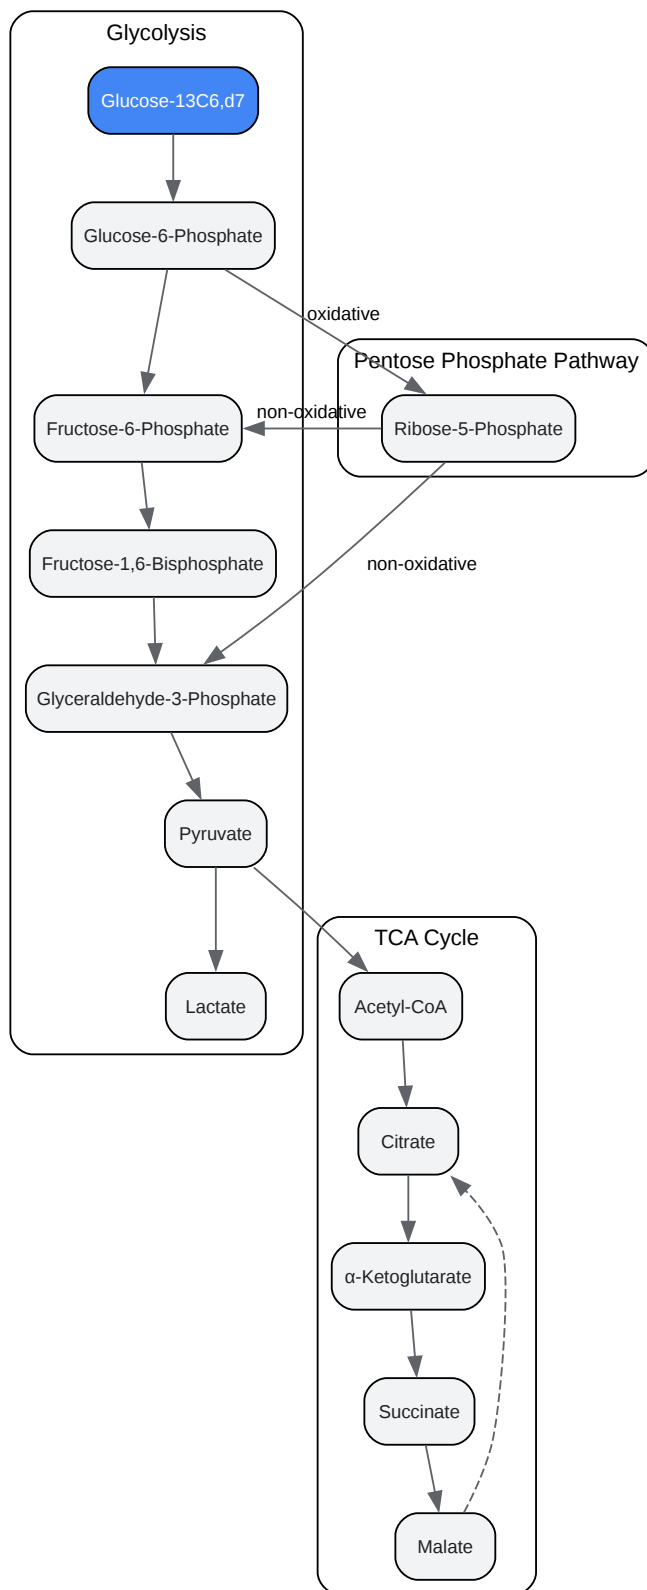 Glycolysis
Glucose-13C6,d7
Glucose-6-Phosphate
oxidative
Pentose Phosphate Pathway
non-oxidative
Fructose-6-Phosphate
Ribose-5-Phosphate
Fructose-1,6-Bisphosphate
non-oxidative
Glyceraldehyde-3-Phosphate
Pyruvate
TCA Cycle
Lactate
Acetyl-CoA
Citrate
α-Ketoglutarate
Succinate
Malate